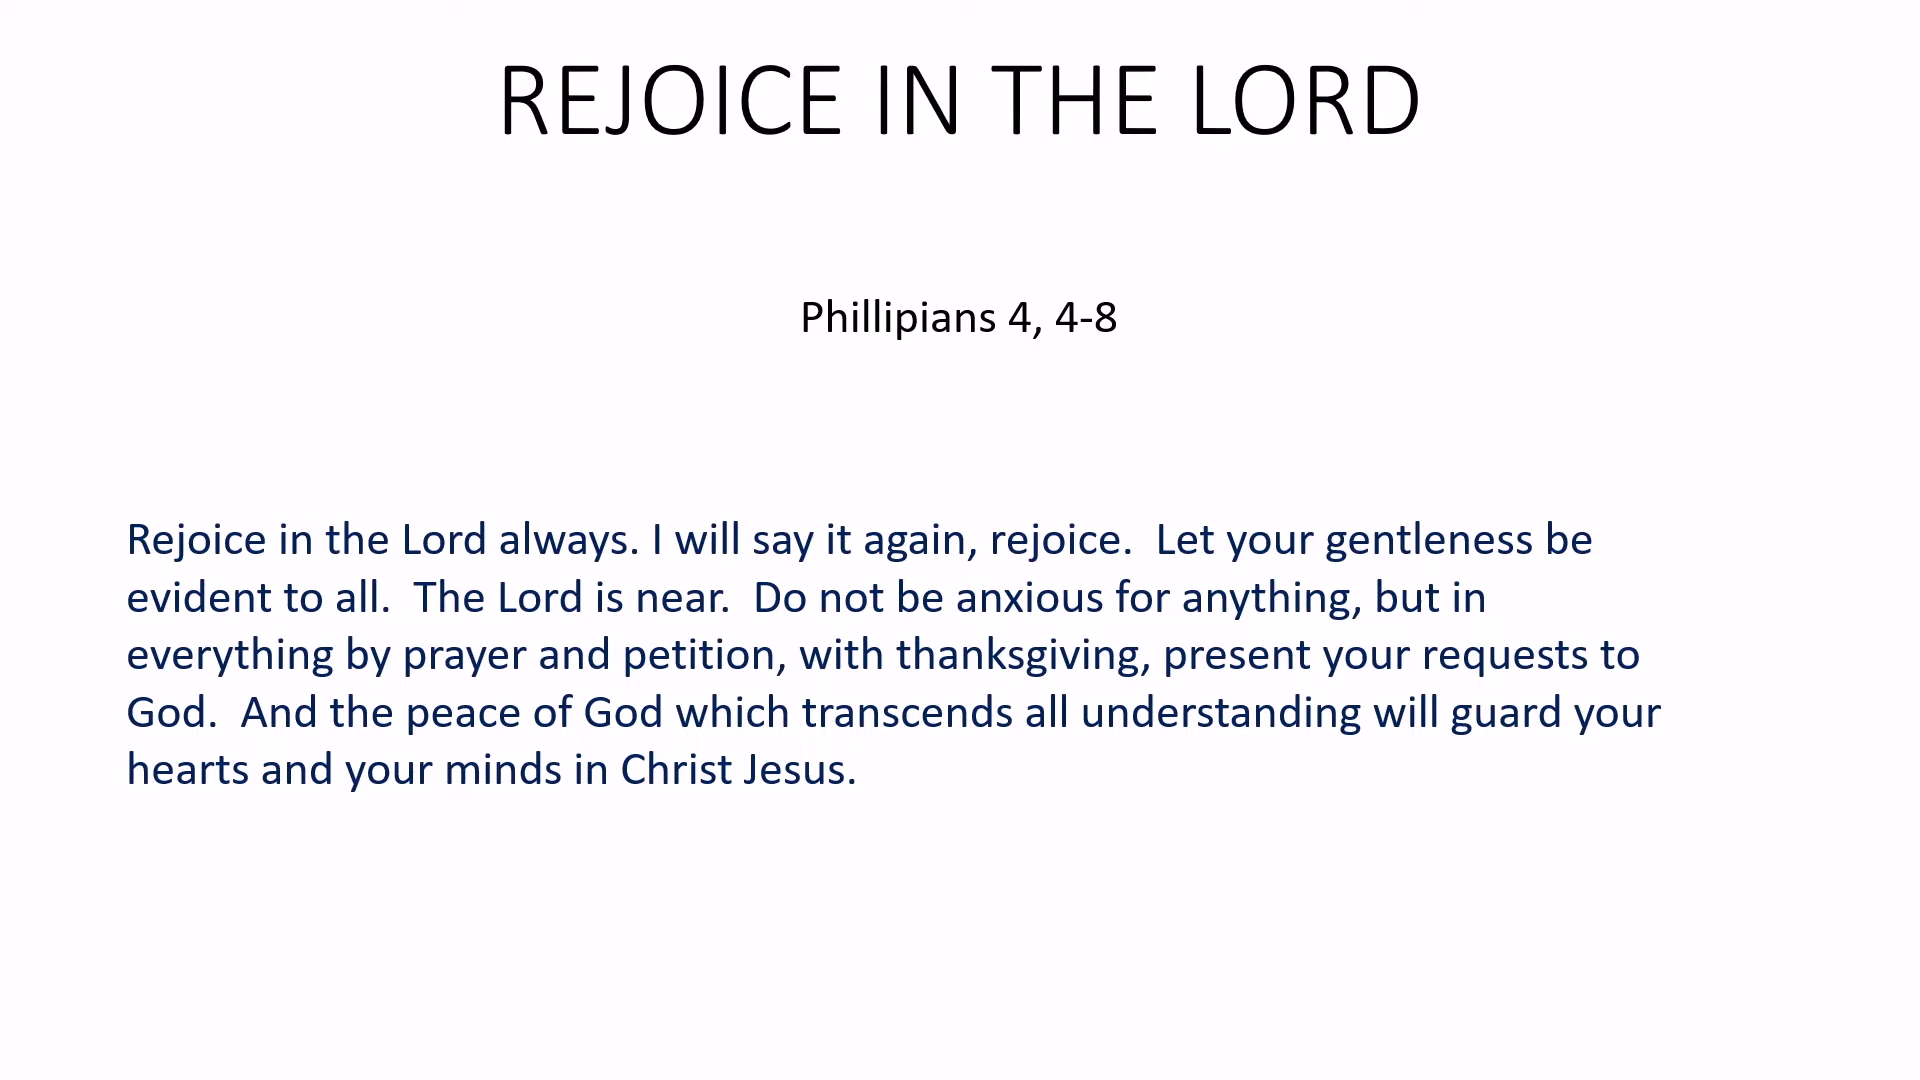 REJOICE IN THE LORD
Phillipians 4, 4-8
Rejoice in the Lord always. I will say it again, rejoice.  Let your gentleness be
evident to all.  The Lord is near.  Do not be anxious for anything, but in
everything by prayer and petition, with thanksgiving, present your requests to
God.  And the peace of God which transcends all understanding will guard your
hearts and your minds in Christ Jesus.